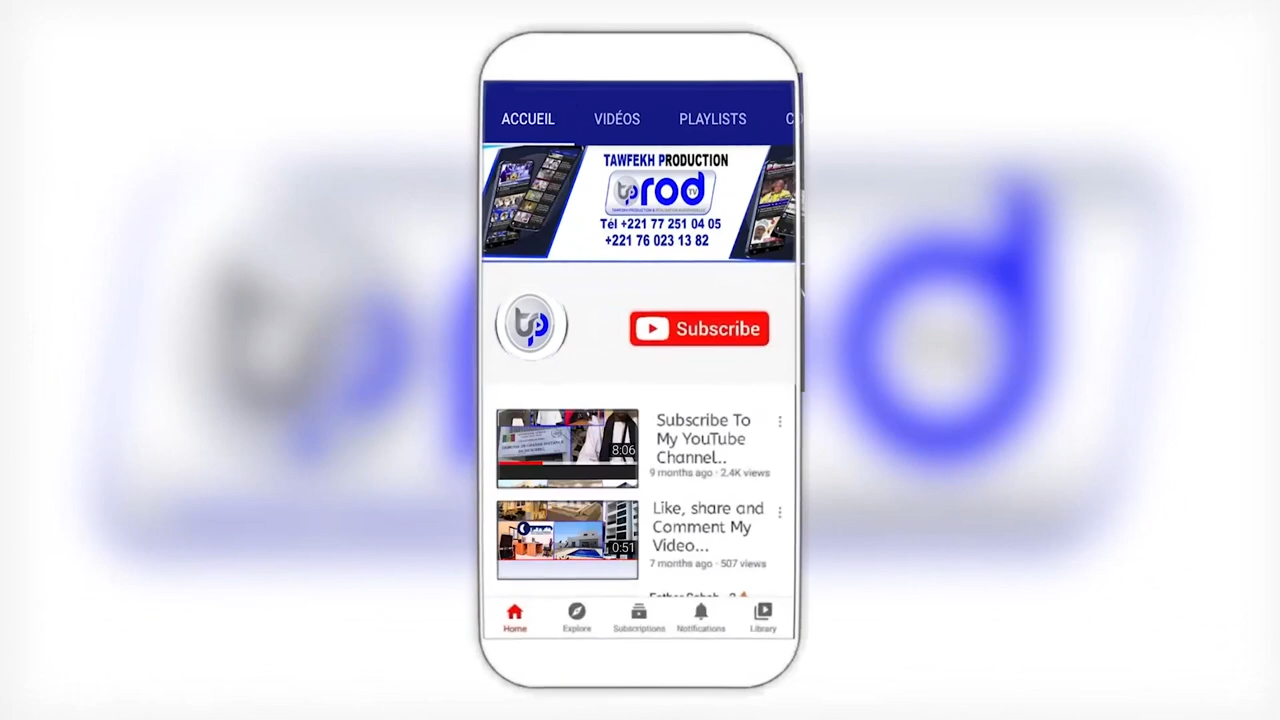 ACCUEIL VIDÉOS PLAYLISTS
TAWFEKH PRODUCTION
tprod TV
Tél +221 77 251 04 05
+221 76 023 13 82
tp
Subscribe
8:06
Subscribe To
My YouTube
Channel..
9 months ago · 2.4K views
0:51
Like, share and
Comment My
Video...
7 months ago · 507 views
Home Explore Subscriptions Notifications Library